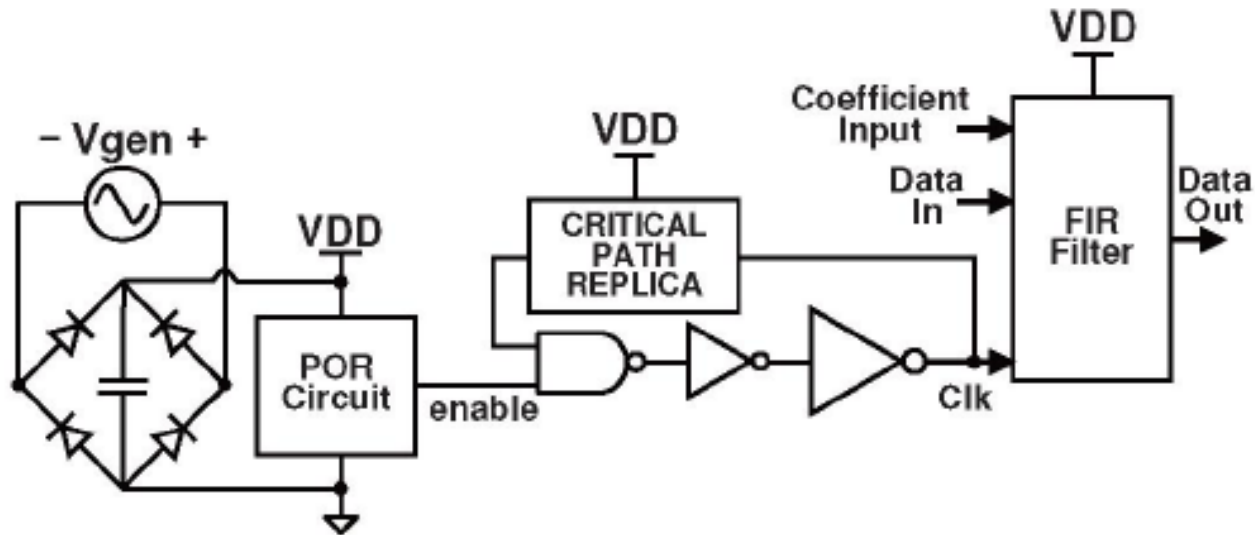 – Vgen +
VDD
POR
Circuit
enable
VDD
CRITICAL
PATH
REPLICA
Clk
VDD
Coefficient
Input
Data
In
FIR
Filter
Data
Out